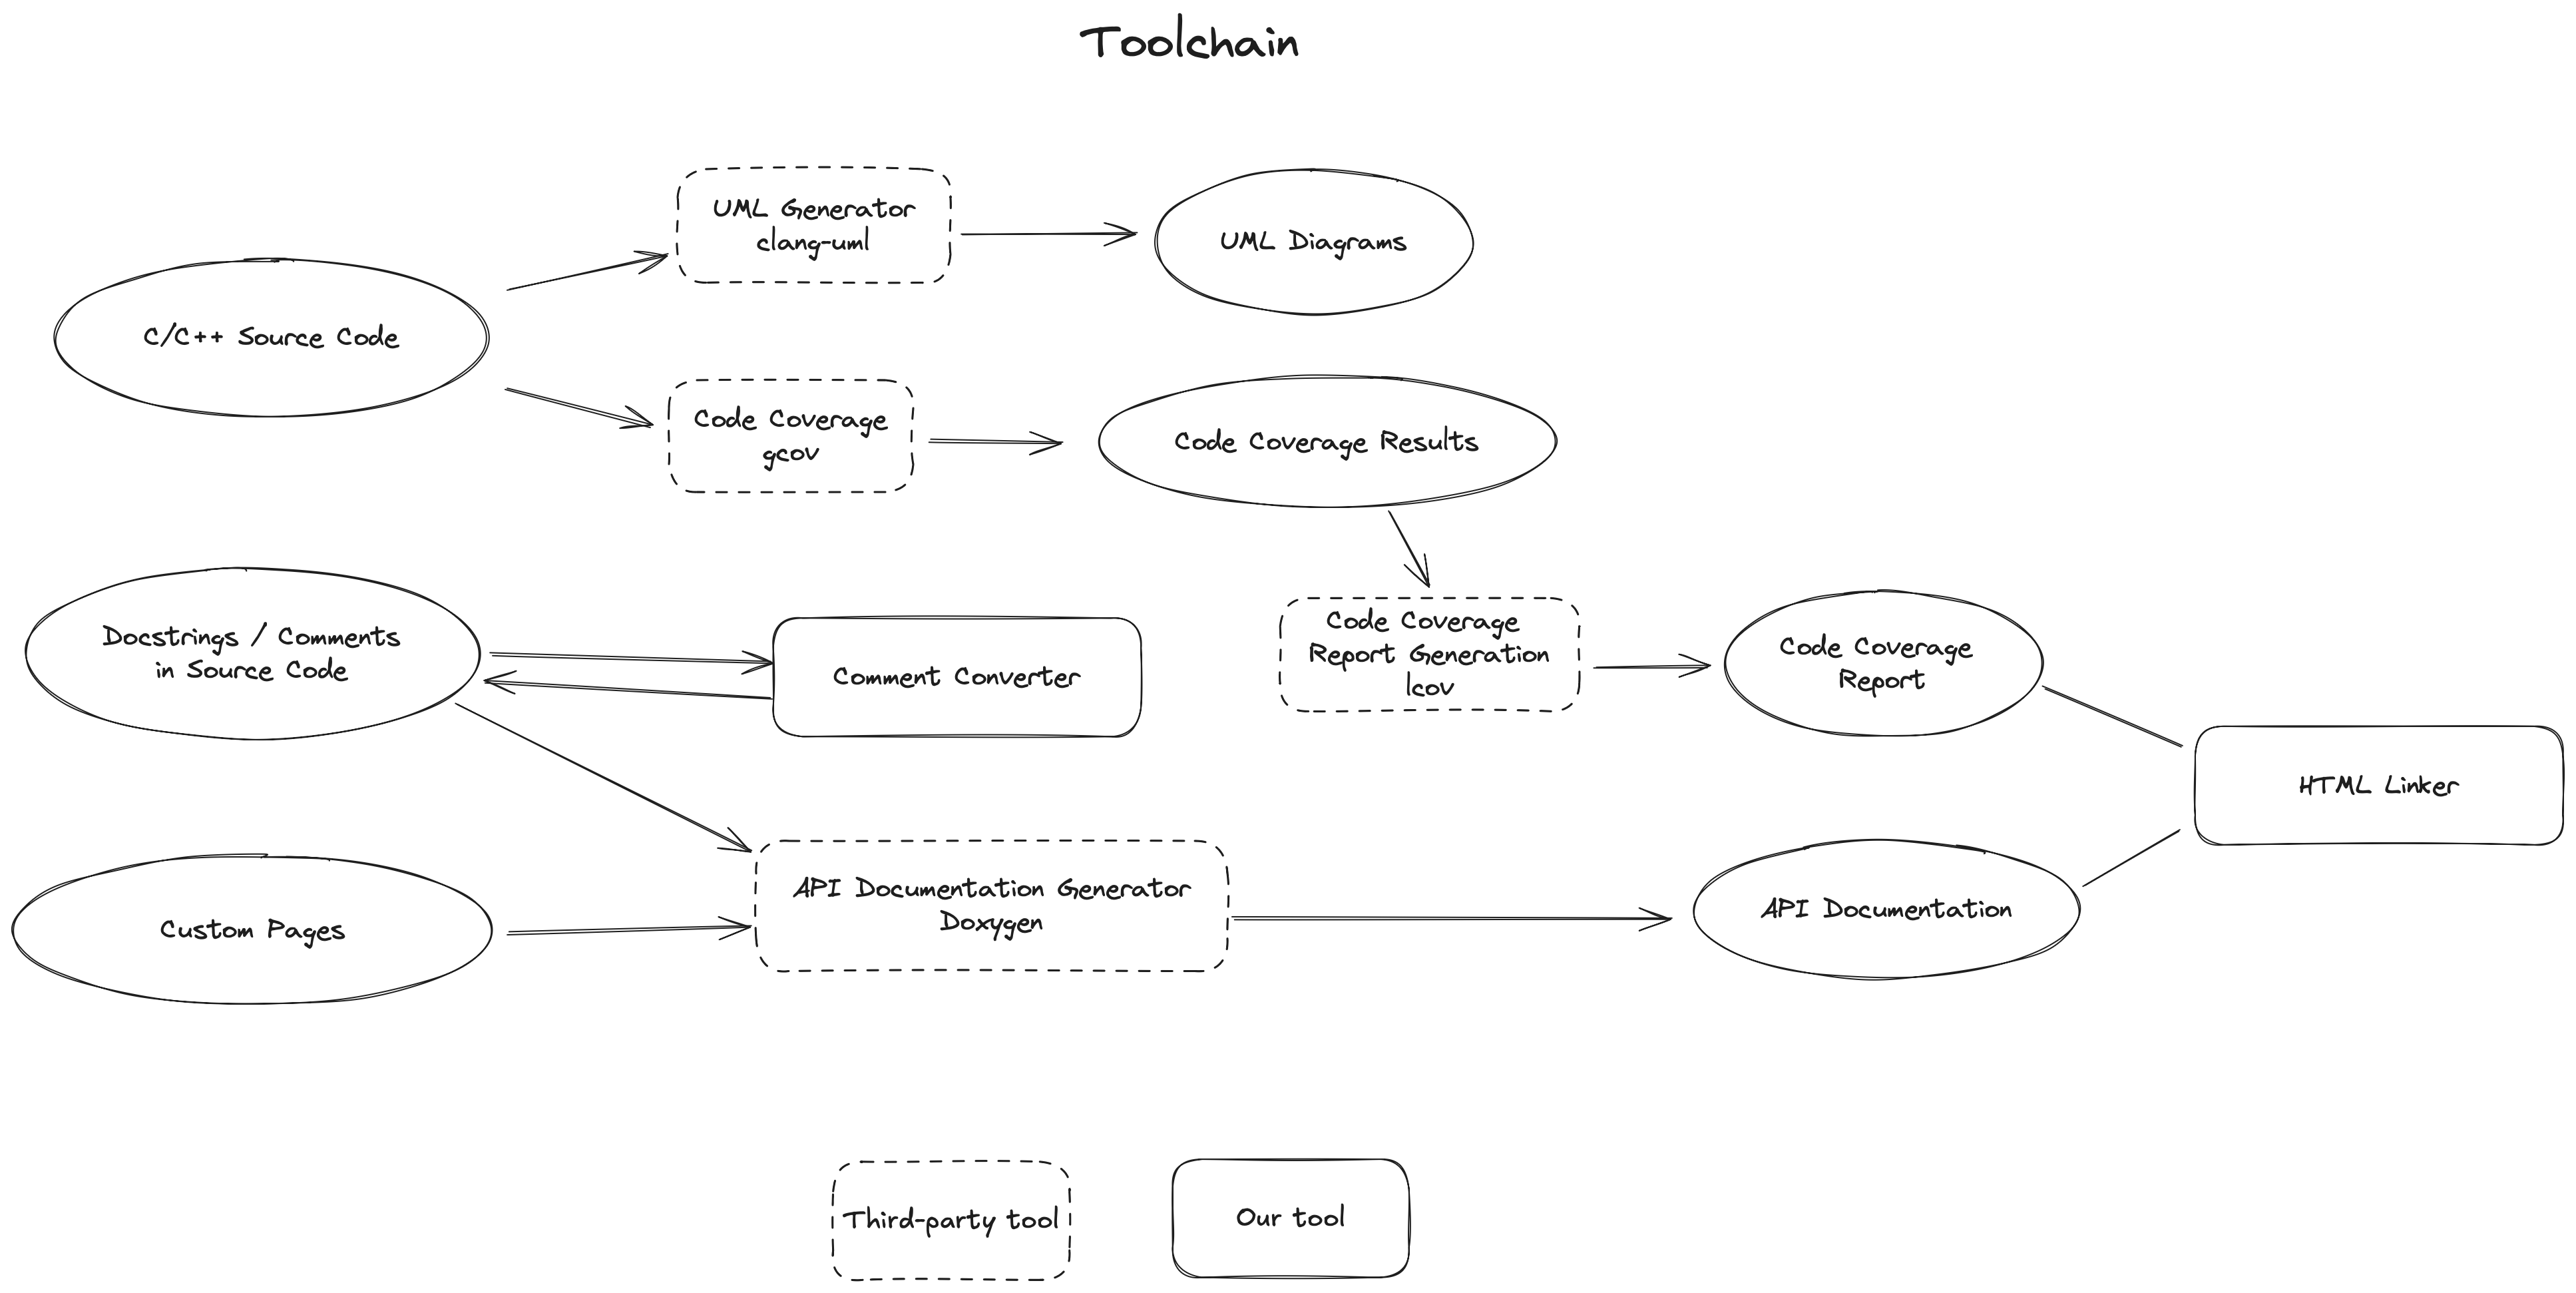 Toolchain
UML Generator
clang-uml
UML Diagrams
C/C++ Source Code
Code Coverage
gcov
Code Coverage Results
Docstrings / Comments
in Source Code
Comment Converter
Code Coverage
Report Generation
lcov
Code Coverage
Report
HTML Linker
Custom Pages
API Documentation Generator
Doxygen
API Documentation
Third-party tool
Our tool